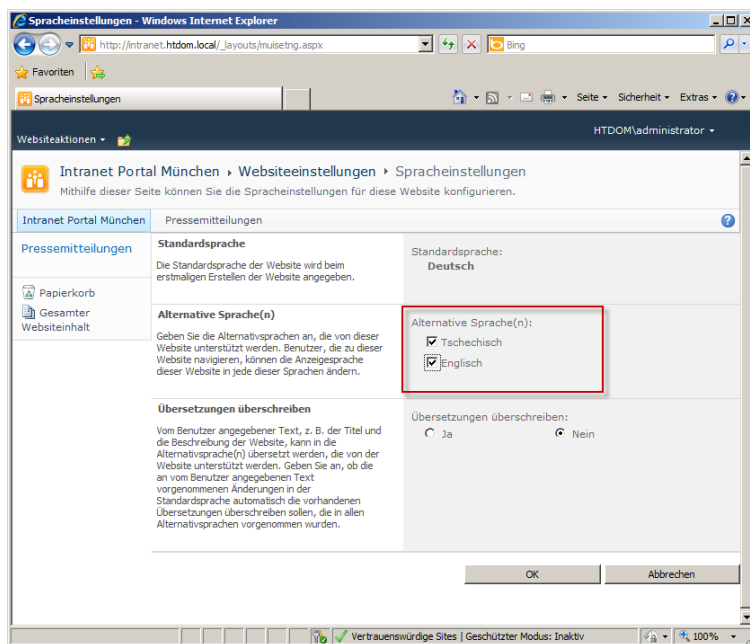 Spracheinstellungen - Windows Internet Explorer
http://intranet.htdom.local/_layouts/muisetng.aspx
Bing
Favoriten
Spracheinstellungen
Seite
Sicherheit
Extras
Websiteaktionen
HTDOM\administrator
Intranet Portal München
Websiteeinstellungen
Spracheinstellungen
Mithilfe dieser Seite können Sie die Spracheinstellungen für diese Website konfigurieren.
Intranet Portal München
Pressemitteilungen
Pressemitteilungen
Papierkorb
Gesamter
Websiteinhalt
Standardsprache
Die Standardsprache der Website wird beim
erstmaligen Erstellen der Website angegeben.
Standardsprache:
Deutsch
Alternative Sprache(n)
Geben Sie die Alternativsprachen an, die von dieser
Website unterstützt werden. Benutzer, die zu dieser
Website navigieren, können die Anzeigesprache
dieser Website in jede dieser Sprachen ändern.
Alternative Sprache(n):
Tschechisch
Englisch
Übersetzungen überschreiben
Vom Benutzer angegebener Text, z. B. der Titel und
die Beschreibung der Website, kann in die
Alternativsprache(n) übersetzt werden, die von der
Website unterstützt werden. Geben Sie an, ob die
an vom Benutzer angegebenen Text
vorgenommenen Änderungen in der
Standardsprache automatisch die vorhandenen
Übersetzungen überschreiben sollen, die in allen
Alternativsprachen vorgenommen wurden.
Übersetzungen überschreiben:
Ja
Nein
OK
Abbrechen
Vertrauenswürdige Sites | Geschützter Modus: Inaktiv
100%